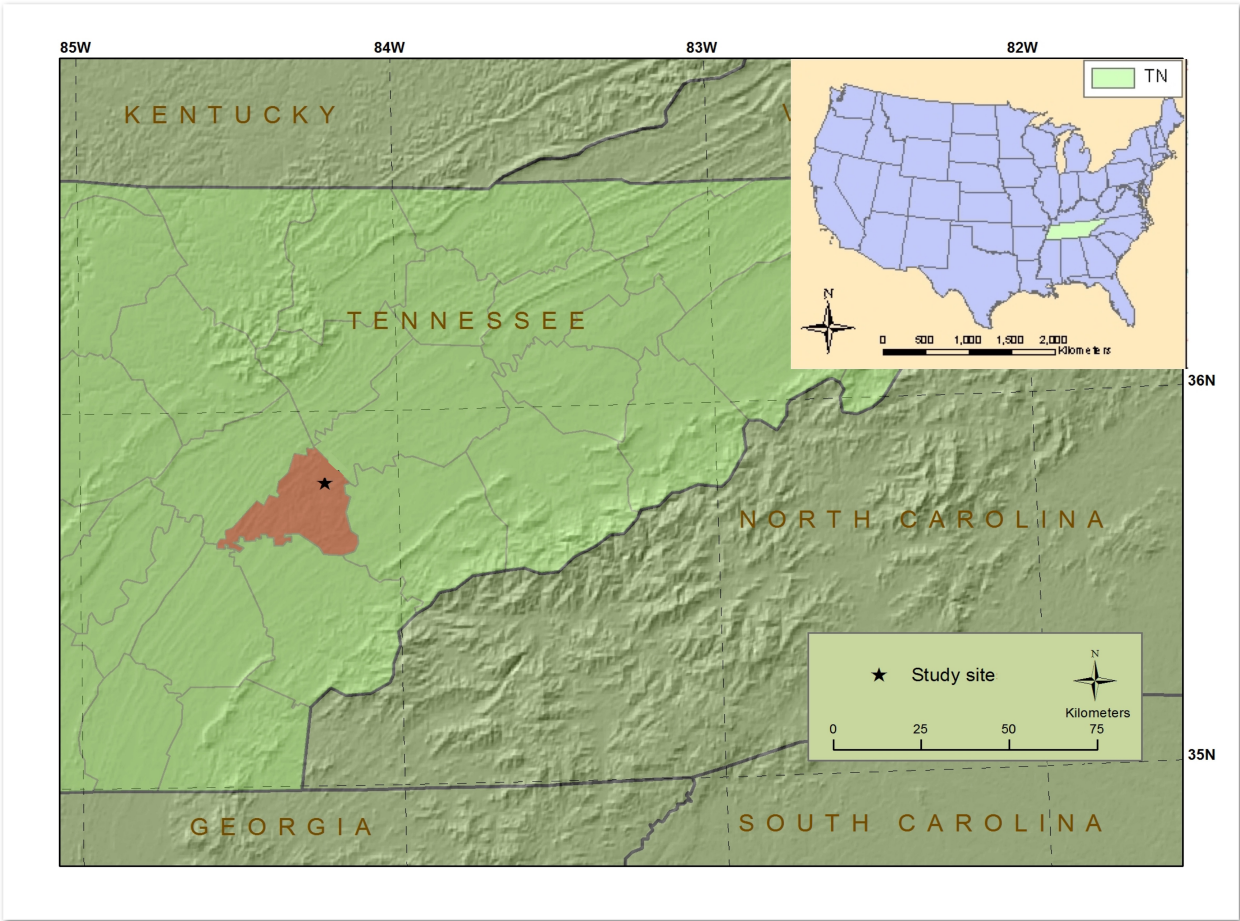 85W 84W 83W 82W
TN
KENTUCKY
TENNESSEE
N
0 500 1,000 1,500 2,000
Kilometers
36N
NORTH CAROLINA
Study site
N
Kilometers
0 25 50 75
35N
GEORGIA
SOUTH CAROLINA